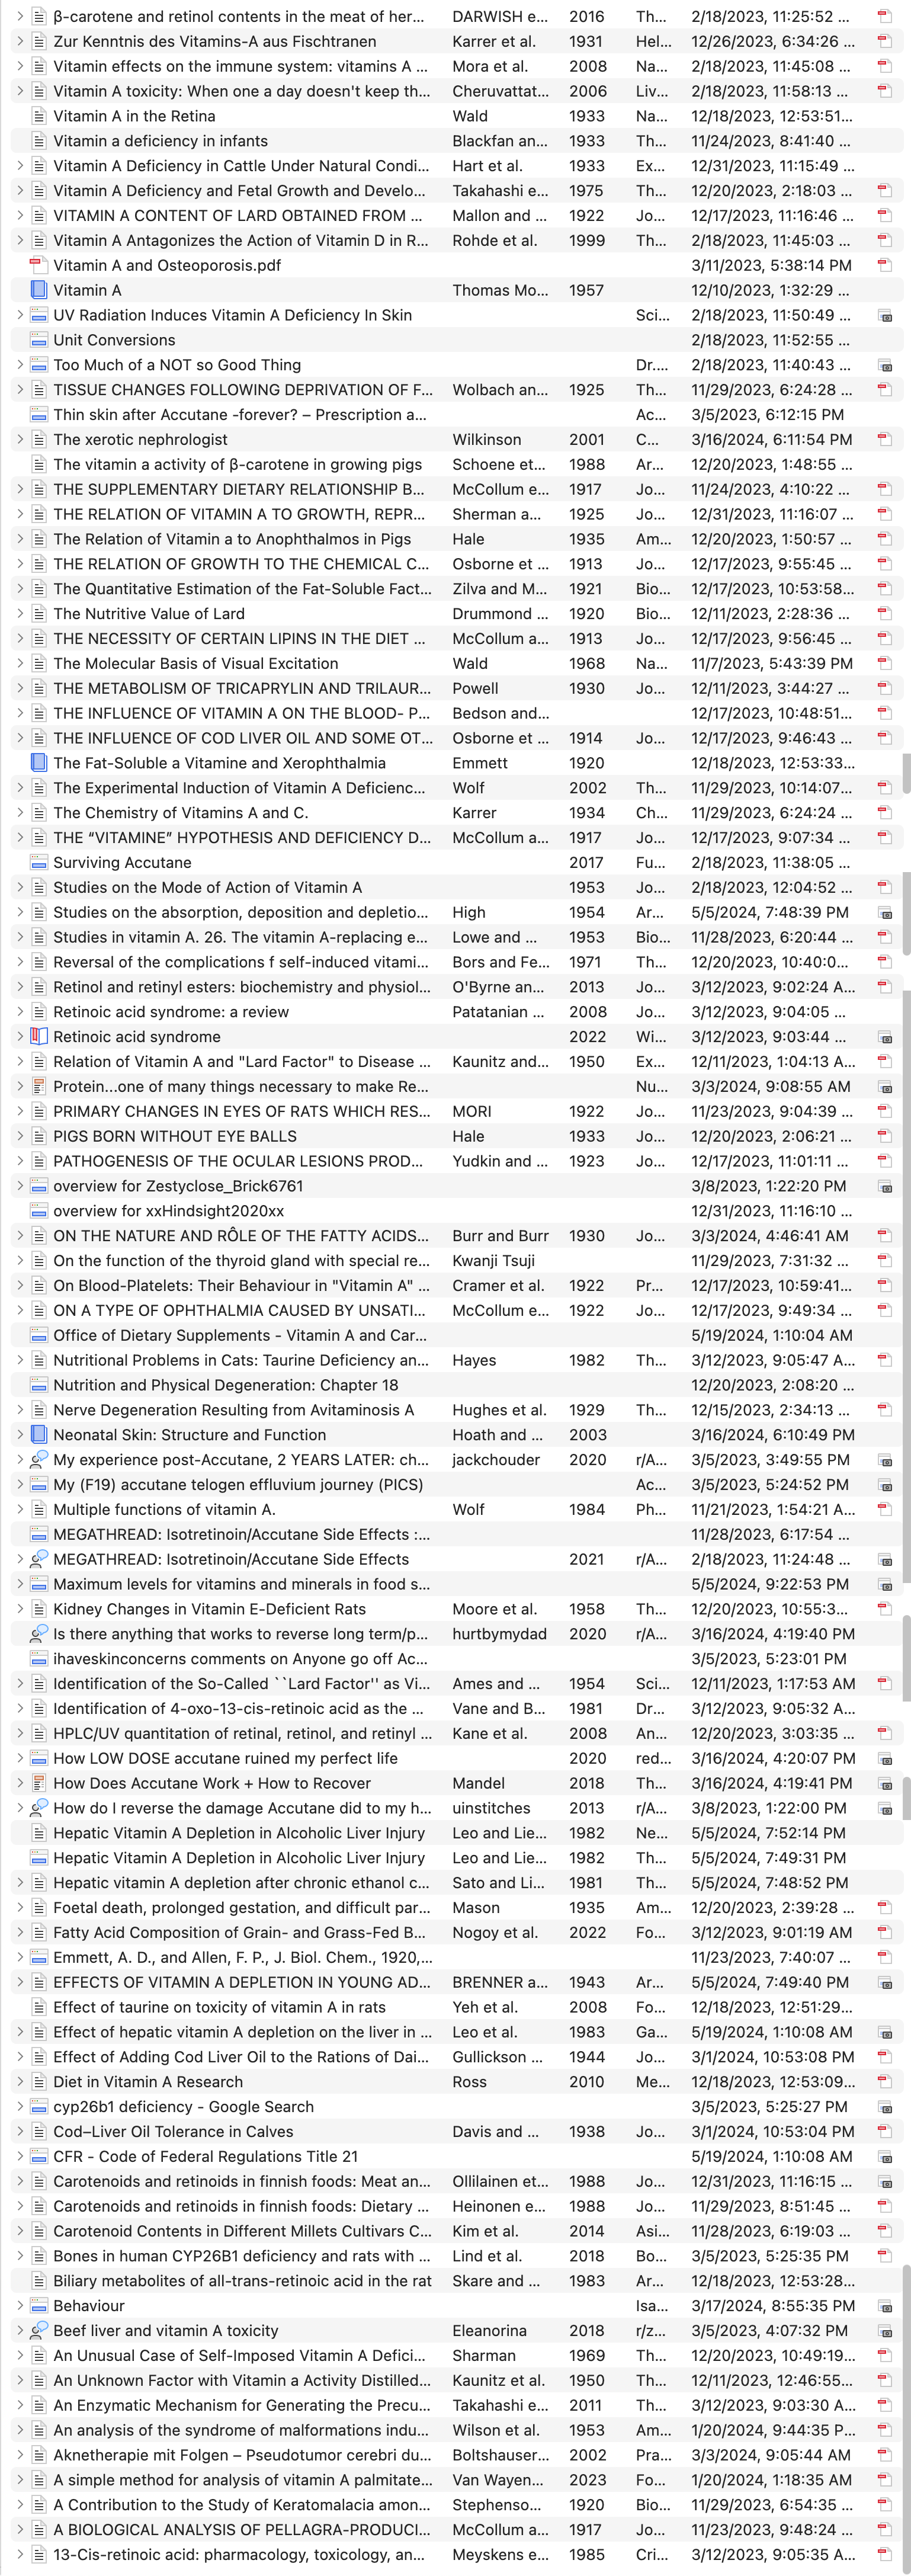 β-carotene and retinol contents in the meat of her... DARWISH e... 2016 Th... 2/18/2023, 11:25:52 ...
Zur Kenntnis des Vitamins-A aus Fischtranen Karrer et al. 1931 Hel... 12/26/2023, 6:34:26 ...
Vitamin effects on the immune system: vitamins A ... Mora et al. 2008 Na... 2/18/2023, 11:45:08 ...
Vitamin A toxicity: When one a day doesn't keep th... Cheruvattat... 2006 Liv... 2/18/2023, 11:58:13 ...
Vitamin A in the Retina Wald 1933 Na... 12/18/2023, 12:53:51...
Vitamin a deficiency in infants Blackfan an... 1933 Th... 11/24/2023, 8:41:40 ...
Vitamin A Deficiency in Cattle Under Natural Condi... Hart et al. 1933 Ex... 12/31/2023, 11:15:49 ...
Vitamin A Deficiency and Fetal Growth and Develo... Takahashi e... 1975 Th... 12/20/2023, 2:18:03 ...
VITAMIN A CONTENT OF LARD OBTAINED FROM ... Mallon and ... 1922 Jo... 12/17/2023, 11:16:46 ...
Vitamin A Antagonizes the Action of Vitamin D in R... Rohde et al. 1999 Th... 2/18/2023, 11:45:03 ...
Vitamin A and Osteoporosis.pdf 3/11/2023, 5:38:14 PM
Vitamin A Thomas Mo... 1957 12/10/2023, 1:32:29 ...
UV Radiation Induces Vitamin A Deficiency In Skin Sci... 2/18/2023, 11:50:49 ...
Unit Conversions 2/18/2023, 11:52:55 ...
Too Much of a NOT so Good Thing Dr.... 2/18/2023, 11:40:43 ...
TISSUE CHANGES FOLLOWING DEPRIVATION OF F... Wolbach an... 1925 Th... 11/29/2023, 6:24:28 ...
Thin skin after Accutane -forever? – Prescription a... Ac... 3/5/2023, 6:12:15 PM
The xerotic nephrologist Wilkinson 2001 C... 3/16/2024, 6:11:54 PM
The vitamin a activity of β-carotene in growing pigs Schoene et... 1988 Ar... 12/20/2023, 1:48:55 ...
THE SUPPLEMENTARY DIETARY RELATIONSHIP B... McCollum e... 1917 Jo... 11/24/2023, 4:10:22 ...
THE RELATION OF VITAMIN A TO GROWTH, REPR... Sherman a... 1925 Jo... 12/31/2023, 11:16:07 ...
The Relation of Vitamin a to Anophthalmos in Pigs Hale 1935 Am... 12/20/2023, 1:50:57 ...
THE RELATION OF GROWTH TO THE CHEMICAL C... Osborne et ... 1913 Jo... 12/17/2023, 9:55:45 ...
The Quantitative Estimation of the Fat-Soluble Fact... Zilva and M... 1921 Bio... 12/17/2023, 10:53:58...
The Nutritive Value of Lard Drummond ... 1920 Bio... 12/11/2023, 2:28:36 ...
THE NECESSITY OF CERTAIN LIPINS IN THE DIET ... McCollum a... 1913 Jo... 12/17/2023, 9:56:45 ...
The Molecular Basis of Visual Excitation Wald 1968 Na... 11/7/2023, 5:43:39 PM
THE METABOLISM OF TRICAPRYLIN AND TRILAUR... Powell 1930 Jo... 12/11/2023, 3:44:27 ...
THE INFLUENCE OF VITAMIN A ON THE BLOOD- P... Bedson and... 12/17/2023, 10:48:51...
THE INFLUENCE OF COD LIVER OIL AND SOME OT... Osborne et ... 1914 Jo... 12/17/2023, 9:46:43 ...
The Fat-Soluble a Vitamine and Xerophthalmia Emmett 1920 12/18/2023, 12:53:33...
The Experimental Induction of Vitamin A Deficienc... Wolf 2002 Th... 11/29/2023, 10:14:07...
The Chemistry of Vitamins A and C. Karrer 1934 Ch... 11/29/2023, 6:24:24 ...
THE “VITAMINE” HYPOTHESIS AND DEFICIENCY D... McCollum a... 1917 Jo... 12/17/2023, 9:07:34 ...
Surviving Accutane 2017 Fu... 2/18/2023, 11:38:05 ...
Studies on the Mode of Action of Vitamin A 1953 Jo... 2/18/2023, 12:04:52 ...
Studies on the absorption, deposition and depletio... High 1954 Ar... 5/5/2024, 7:48:39 PM
Studies in vitamin A. 26. The vitamin A-replacing e... Lowe and ... 1953 Bio... 11/28/2023, 6:20:44 ...
Reversal of the complications f self-induced vitami... Bors and Fe... 1971 Th... 12/20/2023, 10:40:0...
Retinol and retinyl esters: biochemistry and physiol... O'Byrne an... 2013 Jo... 3/12/2023, 9:02:24 A...
Retinoic acid syndrome: a review Patatanian ... 2008 Jo... 3/12/2023, 9:04:05 ...
Retinoic acid syndrome 2022 Wi... 3/12/2023, 9:03:44 ...
Relation of Vitamin A and "Lard Factor" to Disease ... Kaunitz and... 1950 Ex... 12/11/2023, 1:04:13 A...
Protein...one of many things necessary to make Re... Nu... 3/3/2024, 9:08:55 AM
PRIMARY CHANGES IN EYES OF RATS WHICH RES... MORI 1922 Jo... 11/23/2023, 9:04:39 ...
PIGS BORN WITHOUT EYE BALLS Hale 1933 Jo... 12/20/2023, 2:06:21 ...
PATHOGENESIS OF THE OCULAR LESIONS PROD... Yudkin and ... 1923 Jo... 12/17/2023, 11:01:11 ...
overview for Zestyclose_Brick6761 3/8/2023, 1:22:20 PM
overview for xxHindsight2020xx 12/31/2023, 11:16:10 ...
ON THE NATURE AND RÔLE OF THE FATTY ACIDS... Burr and Burr 1930 Jo... 3/3/2024, 4:46:41 AM
On the function of the thyroid gland with special re... Kwanji Tsuji 11/29/2023, 7:31:32 ...
On Blood-Platelets: Their Behaviour in "Vitamin A" ... Cramer et al. 1922 Pr... 12/17/2023, 10:59:41...
ON A TYPE OF OPHTHALMIA CAUSED BY UNSATI... McCollum e... 1922 Jo... 12/17/2023, 9:49:34 ...
Office of Dietary Supplements - Vitamin A and Car... 5/19/2024, 1:10:04 AM
Nutritional Problems in Cats: Taurine Deficiency an... Hayes 1982 Th... 3/12/2023, 9:05:47 A...
Nutrition and Physical Degeneration: Chapter 18 12/20/2023, 2:08:20 ...
Nerve Degeneration Resulting from Avitaminosis A Hughes et al. 1929 Th... 12/15/2023, 2:34:13 ...
Neonatal Skin: Structure and Function Hoath and ... 2003 3/16/2024, 6:10:49 PM
My experience post-Accutane, 2 YEARS LATER: ch... jackchouder 2020 r/A... 3/5/2023, 3:49:55 PM
My (F19) accutane telogen effluvium journey (PICS) Ac... 3/5/2023, 5:24:52 PM
Multiple functions of vitamin A. Wolf 1984 Ph... 11/21/2023, 1:54:21 A...
MEGATHREAD: Isotretinoin/Accutane Side Effects :... 11/28/2023, 6:17:54 ...
MEGATHREAD: Isotretinoin/Accutane Side Effects 2021 r/A... 2/18/2023, 11:24:48 ...
Maximum levels for vitamins and minerals in food s... 5/5/2024, 9:22:53 PM
Kidney Changes in Vitamin E-Deficient Rats Moore et al. 1958 Th... 12/20/2023, 10:55:3...
Is there anything that works to reverse long term/p... hurtbymydad 2020 r/A... 3/16/2024, 4:19:40 PM
ihaveskinconcerns comments on Anyone go off Ac... 3/5/2023, 5:23:01 PM
Identification of the So-Called ``Lard Factor'' as Vi... Ames and ... 1954 Sci... 12/11/2023, 1:17:53 AM
Identification of 4-oxo-13-cis-retinoic acid as the ... Vane and B... 1981 Dr... 3/12/2023, 9:05:32 A...
HPLC/UV quantitation of retinal, retinol, and retinyl ... Kane et al. 2008 An... 12/20/2023, 3:03:35 ...
How LOW DOSE accutane ruined my perfect life 2020 red... 3/16/2024, 4:20:07 PM
How Does Accutane Work + How to Recover Mandel 2018 Th... 3/16/2024, 4:19:41 PM
How do I reverse the damage Accutane did to my h... uinstitches 2013 r/A... 3/8/2023, 1:22:00 PM
Hepatic Vitamin A Depletion in Alcoholic Liver Injury Leo and Lie... 1982 Ne... 5/5/2024, 7:52:14 PM
Hepatic Vitamin A Depletion in Alcoholic Liver Injury Leo and Lie... 1982 Th... 5/5/2024, 7:49:31 PM
Hepatic vitamin A depletion after chronic ethanol c... Sato and Li... 1981 Th... 5/5/2024, 7:48:52 PM
Foetal death, prolonged gestation, and difficult par... Mason 1935 Am... 12/20/2023, 2:39:28 ...
Fatty Acid Composition of Grain- and Grass-Fed B... Nogoy et al. 2022 Fo... 3/12/2023, 9:01:19 AM
Emmett, A. D., and Allen, F. P., J. Biol. Chem., 1920,... 11/23/2023, 7:40:07 ...
EFFECTS OF VITAMIN A DEPLETION IN YOUNG AD... BRENNER a... 1943 Ar... 5/5/2024, 7:49:40 PM
Effect of taurine on toxicity of vitamin A in rats Yeh et al. 2008 Fo... 12/18/2023, 12:51:29...
Effect of hepatic vitamin A depletion on the liver in ... Leo et al. 1983 Ga... 5/19/2024, 1:10:08 AM
Effect of Adding Cod Liver Oil to the Rations of Dai... Gullickson ... 1944 Jo... 3/1/2024, 10:53:08 PM
Diet in Vitamin A Research Ross 2010 Me... 12/18/2023, 12:53:09...
cyp26b1 deficiency - Google Search 3/5/2023, 5:25:27 PM
Cod–Liver Oil Tolerance in Calves Davis and ... 1938 Jo... 3/1/2024, 10:53:04 PM
CFR - Code of Federal Regulations Title 21 5/19/2024, 1:10:08 AM
Carotenoids and retinoids in finnish foods: Meat an... Ollilainen et... 1988 Jo... 12/31/2023, 11:16:15 ...
Carotenoids and retinoids in finnish foods: Dietary ... Heinonen e... 1988 Jo... 11/29/2023, 8:51:45 ...
Carotenoid Contents in Different Millets Cultivars C... Kim et al. 2014 Asi... 11/28/2023, 6:19:03 ...
Bones in human CYP26B1 deficiency and rats with ... Lind et al. 2018 Bo... 3/5/2023, 5:25:35 PM
Biliary metabolites of all-trans-retinoic acid in the rat Skare and ... 1983 Ar... 12/18/2023, 12:53:28...
Behaviour Isa... 3/17/2024, 8:55:35 PM
Beef liver and vitamin A toxicity Eleanorina 2018 r/z... 3/5/2023, 4:07:32 PM
An Unusual Case of Self-Imposed Vitamin A Defici... Sharman 1969 Th... 12/20/2023, 10:49:19...
An Unknown Factor with Vitamin a Activity Distilled... Kaunitz et al. 1950 Th... 12/11/2023, 12:46:55...
An Enzymatic Mechanism for Generating the Precu... Takahashi e... 2011 Th... 3/12/2023, 9:03:30 A...
An analysis of the syndrome of malformations indu... Wilson et al. 1953 Am... 1/20/2024, 9:44:35 P...
Aknetherapie mit Folgen – Pseudotumor cerebri du... Boltshauser... 2002 Pra... 3/3/2024, 9:05:44 AM
A simple method for analysis of vitamin A palmitate... Van Wayen... 2023 Fo... 1/20/2024, 1:18:35 AM
A Contribution to the Study of Keratomalacia amon... Stephenso... 1920 Bio... 11/29/2023, 6:54:35 ...
A BIOLOGICAL ANALYSIS OF PELLAGRA-PRODUCI... McCollum a... 1917 Jo... 11/23/2023, 9:48:24 ...
13-Cis-retinoic acid: pharmacology, toxicology, an... Meyskens e... 1985 Cri... 3/12/2023, 9:05:35 A...